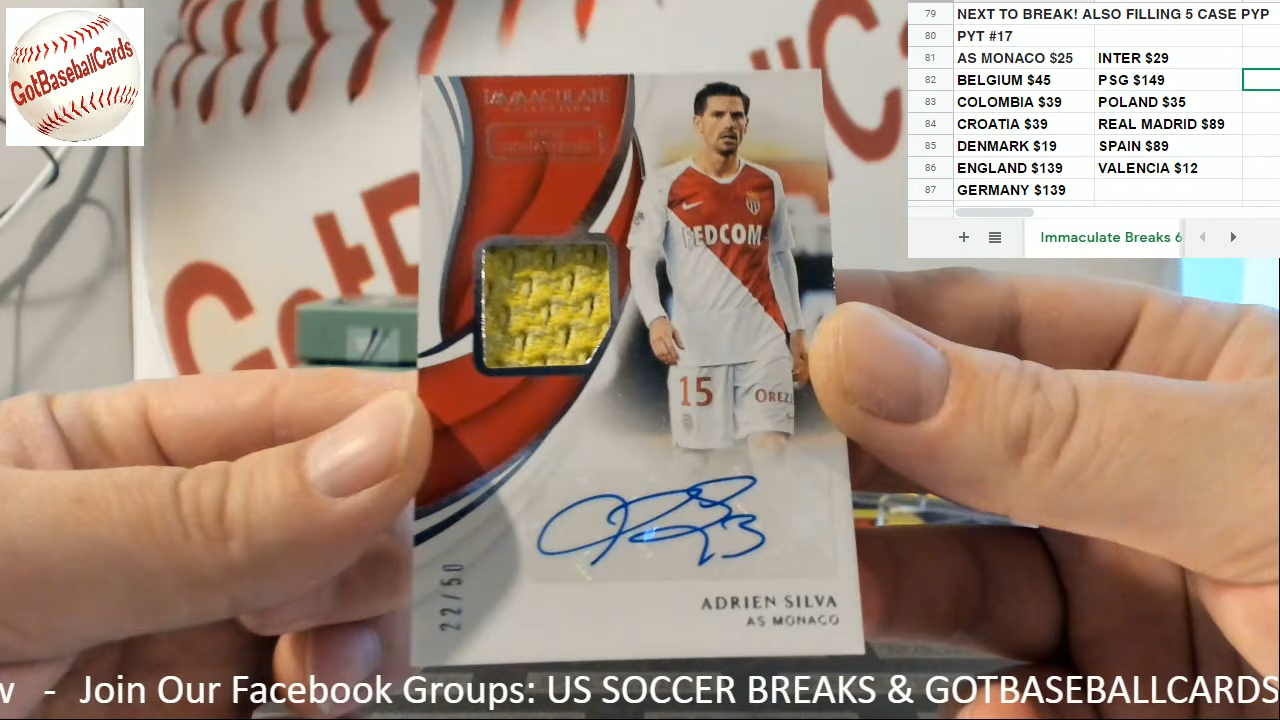 GotBaseballCards
79 NEXT TO BREAK! ALSO FILLING 5 CASE PYP
80 PYT #17
81 AS MONACO $25 INTER $29
82 BELGIUM $45 PSG $149
83 COLOMBIA $39 POLAND $35
84 CROATIA $39 REAL MADRID $89
85 DENMARK $19 SPAIN $89
86 ENGLAND $139 VALENCIA $12
87 GERMANY $139
Immaculate Breaks 6
IMMACULATE
COLLECTION
FEDCOM
15
OREZ
22/50
ADRIEN SILVA
AS MONACO
w - Join Our Facebook Groups: US SOCCER BREAKS & GOTBASEBALLCARDS